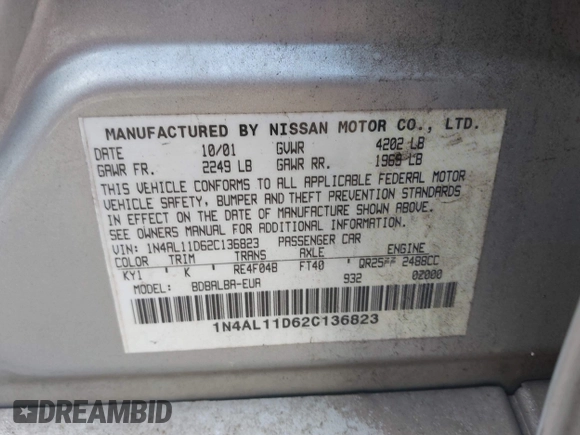 MANUFACTURED BY NISSAN MOTOR CO., LTD.
DATE 10/01 GVWR 4202 LB
GAWR FR. 2249 LB GAWR RR. 1968 LB
THIS VEHICLE CONFORMS TO ALL APPLICABLE FEDERAL MOTOR
VEHICLE SAFETY, BUMPER AND THEFT PREVENTION STANDARDS
IN EFFECT ON THE DATE OF MANUFACTURE SHOWN ABOVE.
SEE OWNERS MANUAL FOR ADDITIONAL INFORMATION.
VIN: 1N4AL11D62C136823 PASSENGER CAR
COLOR TRIM TRANS AXLE ENGINE
KY1 K RE4F04B FT40 QR25## 2488CC
MODEL: BDBALBA-EUA 932 02000
1N4AL11D62C136823
DREAMBID